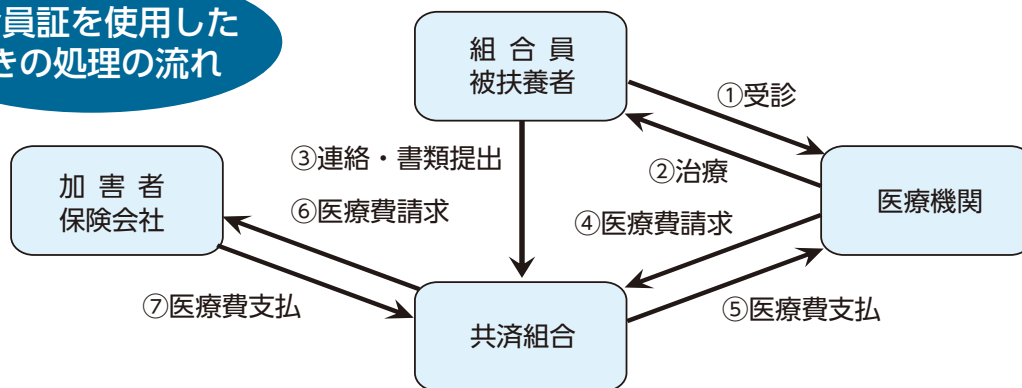 員証を使用した
きの処理の流れ
組合員
被扶養者
①受診
②治療
③連絡・書類提出
加害者
保険会社
医療機関
⑥医療費請求
④医療費請求
⑦医療費支払
⑤医療費支払
共済組合